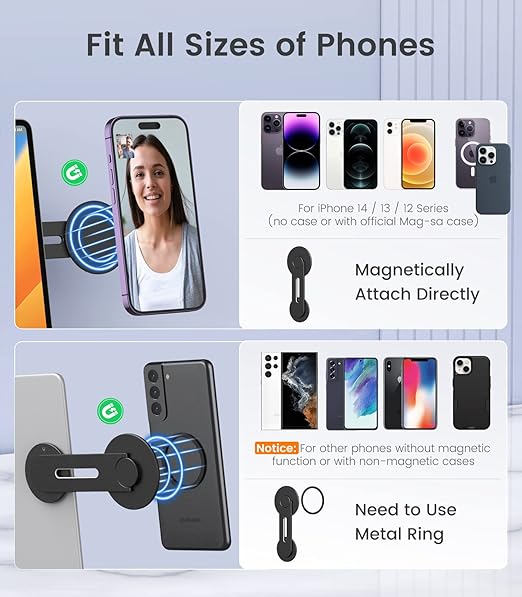 Fit All Sizes of Phones
For iPhone 14 / 13 / 12 Series
(no case or with official Mag-sa case)
Magnetically
Attach Directly
Notice: For other phones without magnetic
function or with non-magnetic cases
Need to Use
Metal Ring